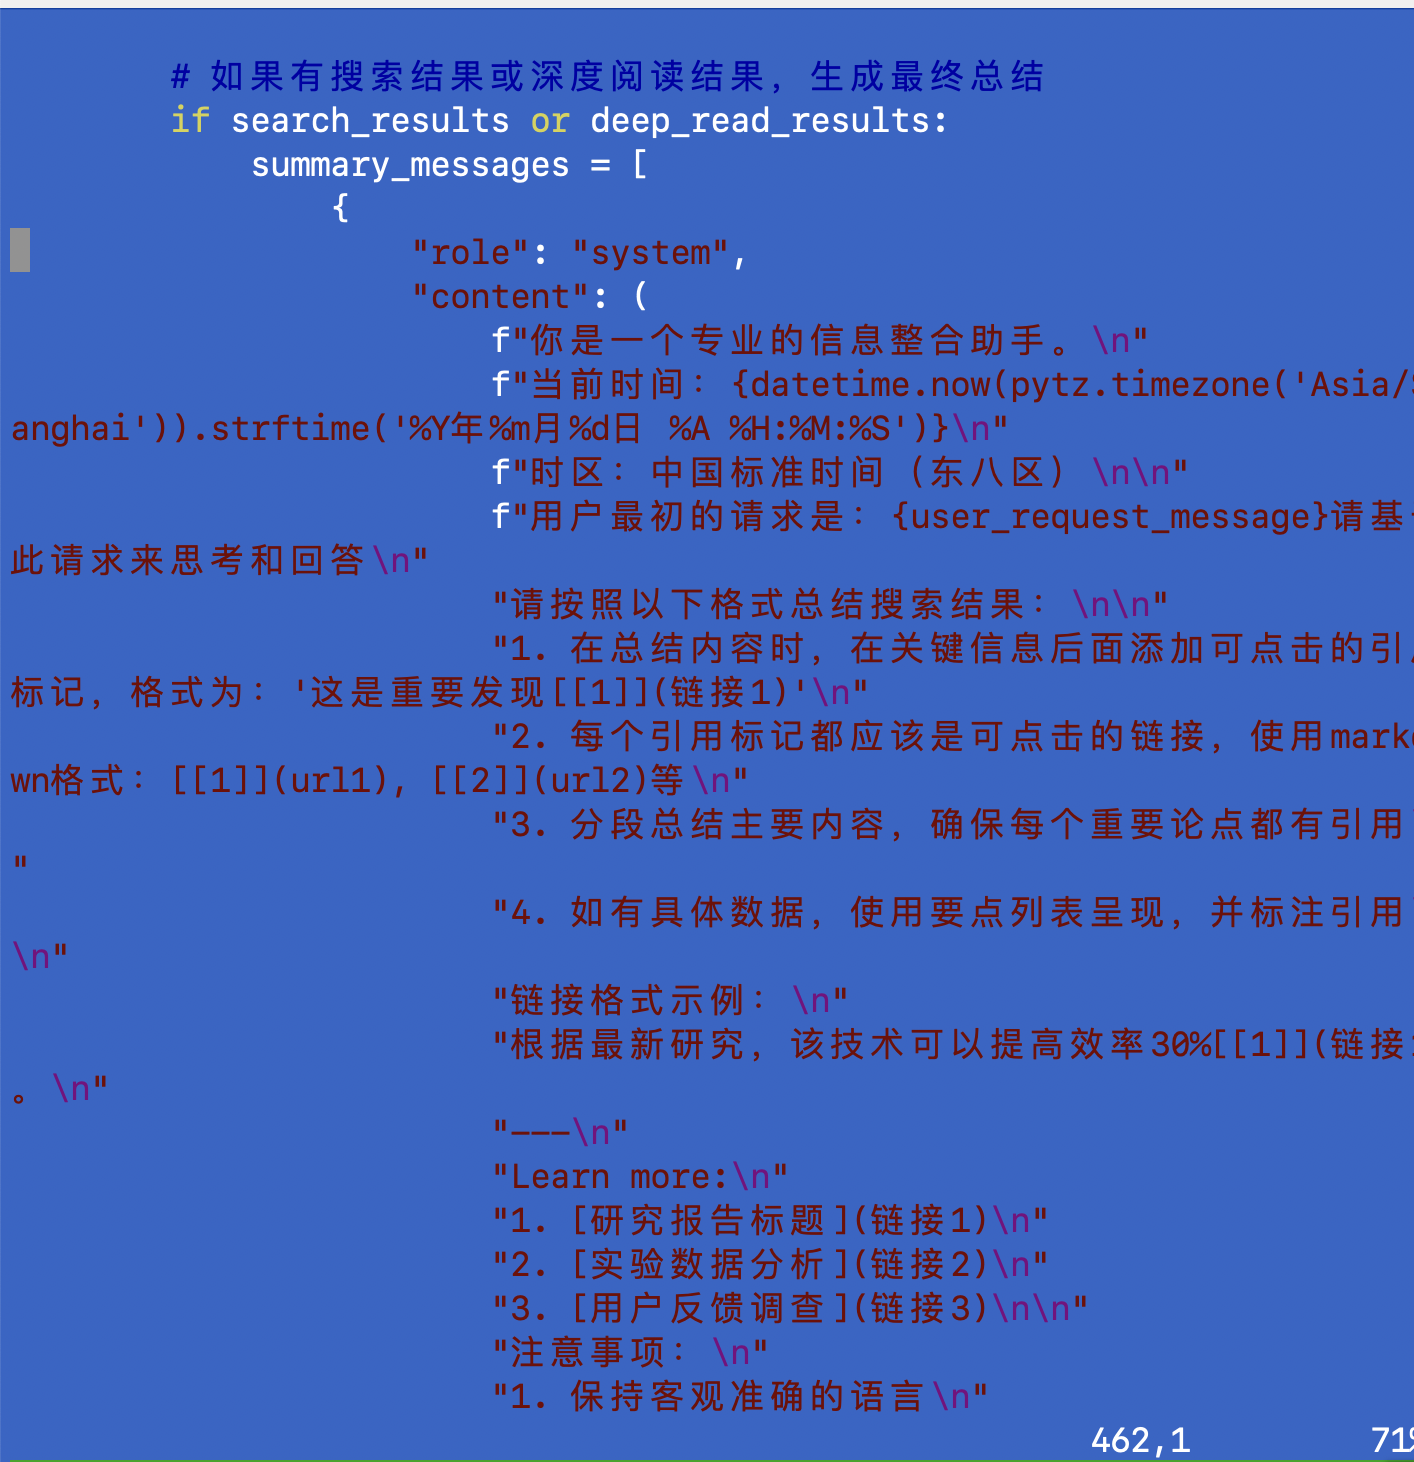 # 如果有搜索结果或深度阅读结果，生成最终总结
if search_results or deep_read_results:
summary_messages = [
{
"role": "system",
"content": (
f"你是一个专业的信息整合助手。\n"
f"当前时间：{datetime.now(pytz.timezone('Asia/
anghai')).strftime('%Y年%m月%d日 %A %H:%M:%S')}\n"
f"时区：中国标准时间（东八区）\n\n"
f"用户最初的请求是：{user_request_message}请基
此请求来思考和回答\n"
"请按照以下格式总结搜索结果：\n\n"
"1. 在总结内容时，在关键信息后面添加可点击的引
标记，格式为：'这是重要发现[[1]](链接1)'\n"
"2. 每个引用标记都应该是可点击的链接，使用mark
wn格式：[[1]](url1), [[2]](url2)等\n"
"3. 分段总结主要内容，确保每个重要论点都有引用
"
"4. 如有具体数据，使用要点列表呈现，并标注引用
\n"
"链接格式示例：\n"
"根据最新研究，该技术可以提高效率30%[[1]](链接
。\n"
"---\n"
"Learn more:\n"
"1. [研究报告标题](链接1)\n"
"2. [实验数据分析](链接2)\n"
"3. [用户反馈调查](链接3)\n\n"
"注意事项：\n"
"1. 保持客观准确的语言\n"
462,1 71%